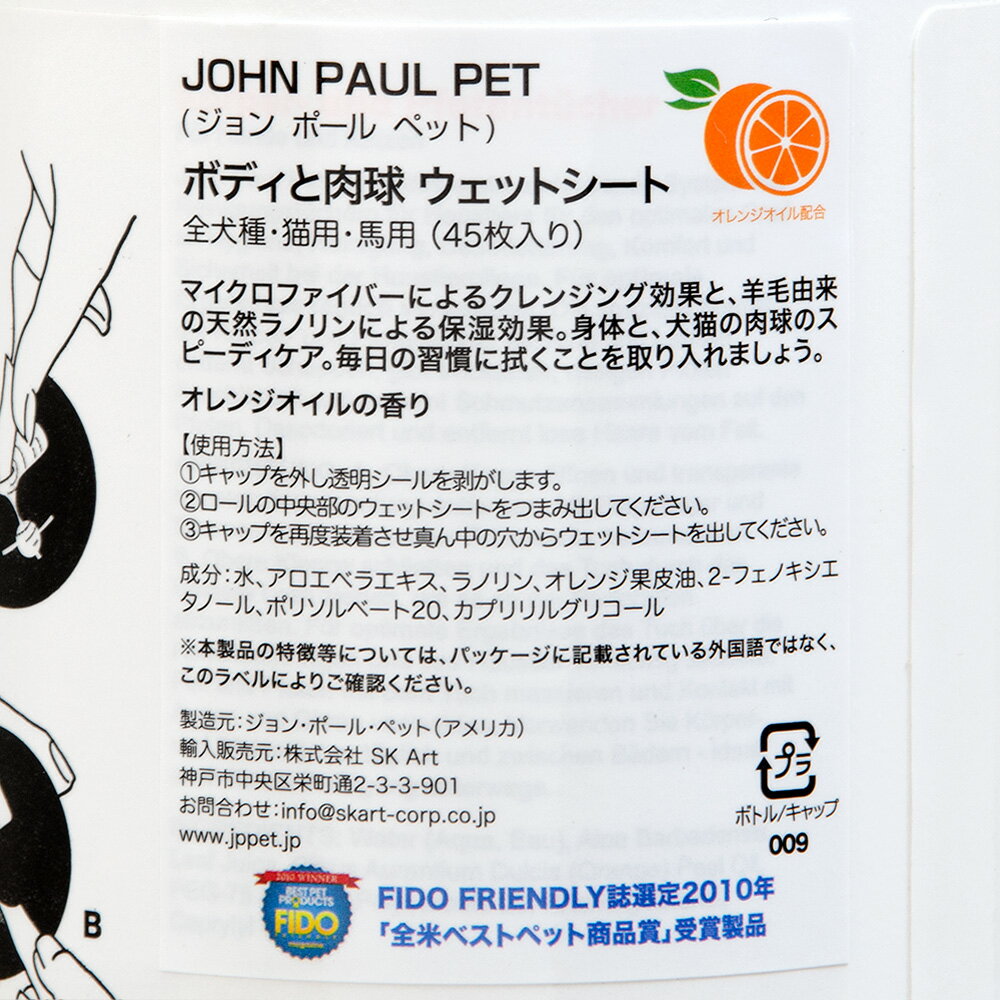 JOHN PAUL PET
(ジョン ポール ペット)
ボディと肉球 ウェットシート
全犬種・猫用・馬用 (45枚入り)
オレンジオイル配合
マイクロファイバーによるクレンジング効果と、羊毛由来
の天然ラノリンによる保湿効果。身体と、犬猫の肉球のス
ピーディケア。毎日の習慣に拭くことを取り入れましょう。
オレンジオイルの香り
【使用方法】
①キャップを外し透明シールを剥がします。
②ロールの中央部のウェットシートをつまみ出してください。
③キャップを再度装着させ真ん中の穴からウェットシートを出してください。
成分:水、アロエベラエキス、ラノリン、オレンジ果皮油、2-フェノキシエ
タノール、ポリソルベート20、カプリリルグリコール
※本製品の特徴等については、パッケージに記載されている外国語ではなく、
このラベルによりご確認ください。
製造元:ジョン・ポール・ペット(アメリカ)
輸入販売元:株式会社 SK Art
神戸市中央区栄町通2-3-3-901
お問合わせ:info@skart-corp.co.jp
www.jppet.jp
プラ
ボトル/キャップ
009
2010 WINNER
BEST PET
PRODUCTS
FIDO
FIDO FRIENDLY誌選定2010年
「全米ベストペット商品賞」受賞製品
B